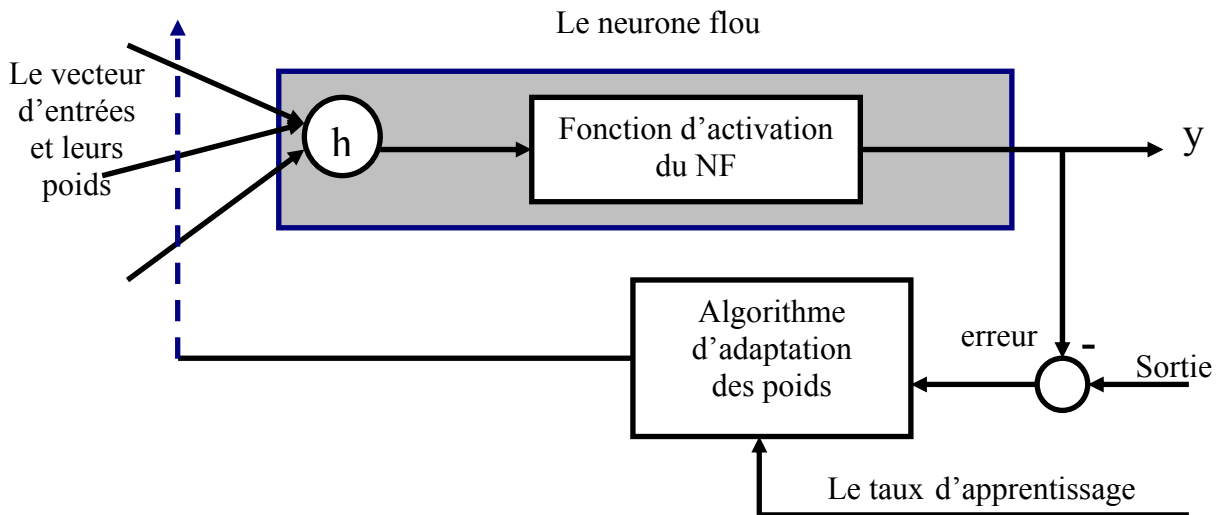 Le neurone flou
Le vecteur
d’entrées
et leurs
poids
h
Fonction d’activation
du NF
y
Algorithme
d’adaptation
des poids
erreur
-
Sortie
Le taux d’apprentissage